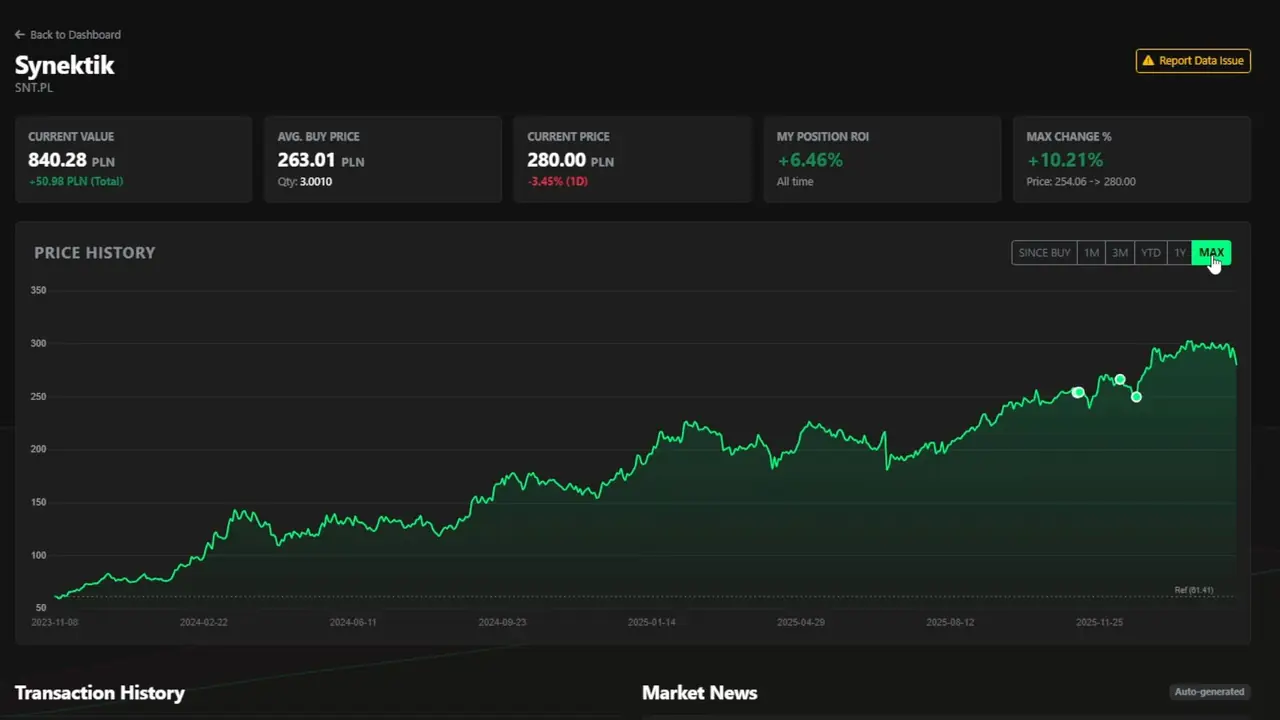 Back to Dashboard
Synektik
SNT.PL
Report Data Issue
CURRENT VALUE
840.28 PLN
+50.98 PLN (Total)
AVG. BUY PRICE
263.01 PLN
Qty: 3.0010
CURRENT PRICE
280.00 PLN
-3.45% (1D)
MY POSITION ROI
+6.46%
All time
MAX CHANGE %
+10.21%
Price: 254.06 -> 280.00
PRICE HISTORY
SINCE BUY 1M 3M YTD 1Y MAX
350
300
250
200
150
100
50
Ref (61.41)
2023-11-08 2024-02-22 2024-06-11 2024-09-23 2025-01-14 2025-04-29 2025-08-12 2025-11-25
Transaction History
Market News
Auto-generated